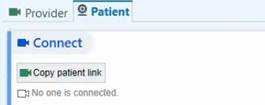 Provider Patient
Connect
Copy patient link
No one is connected.